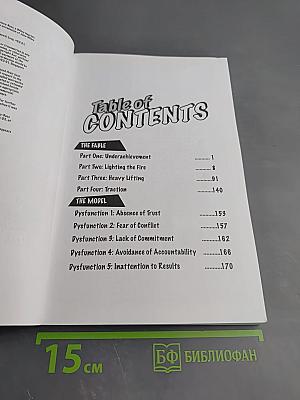 Table of
CONTENTS
THE FABLE
Part One: Underachievement .......... 1
Part Two: Lighting the Fire .......... 8
Part Three: Heavy Lifting ..........91
Part Four: Traction ..........140
THE MODEL
Dysfunction 1: Absence of Trust ..........153
Dysfunction 2: Fear of Conflict ..........157
Dysfunction 3: Lack of Commitment ..........162
Dysfunction 4: Avoidance of Accountability ..........166
Dysfunction 5: Inattention to Results ..........170
15 см
БФ БИБЛИОФАН